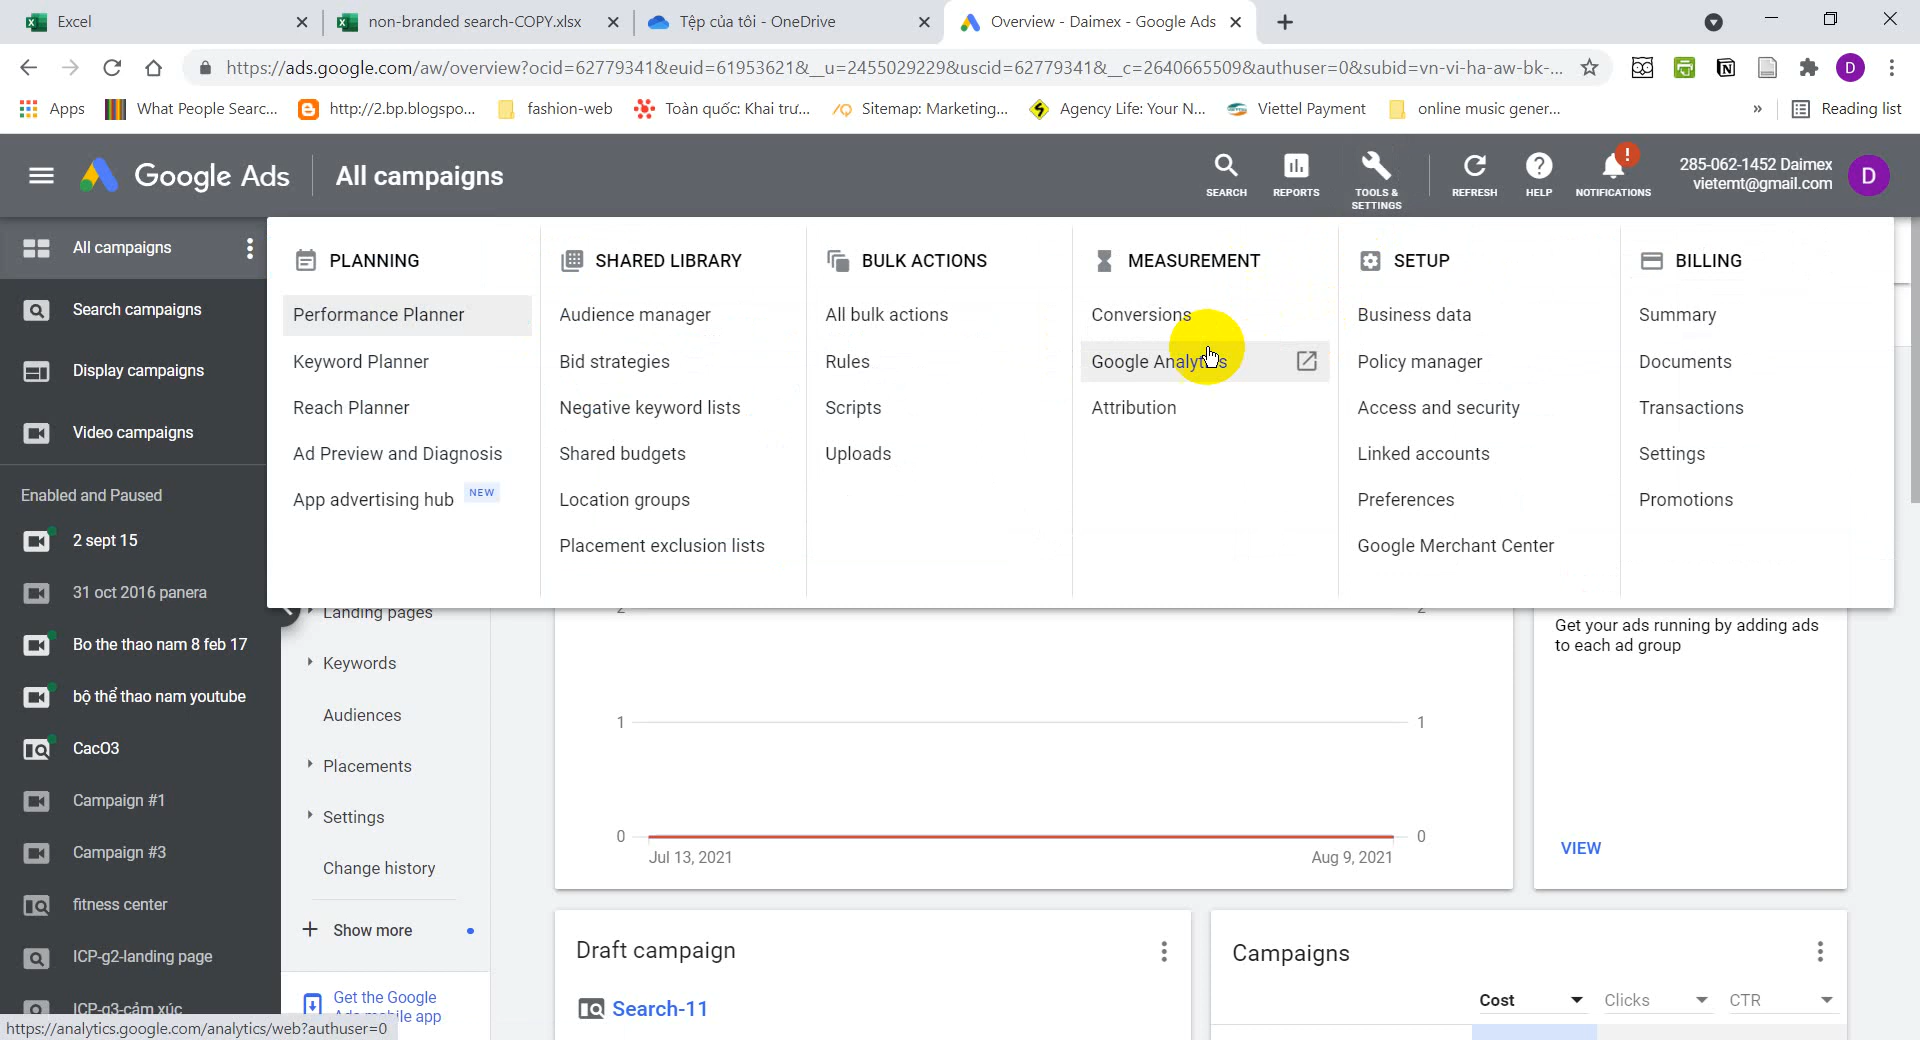 Excel
non-branded search-COPY.xlsx
Tệp của tôi - OneDrive
Overview - Daimex - Google Ads
https://ads.google.com/aw/overview?ocid=62779341&euid=61953621&__u=2455029229&uscid=62779341&__c=2640665509&authuser=0&subid=vn-vi-ha-aw-bk-...
D
Apps
What People Searc...
http://2.bp.blogspo...
fashion-web
Toàn quốc: Khai trư...
Sitemap: Marketing...
Agency Life: Your N...
Viettel Payment
online music gener...
»
Reading list
Google Ads
All campaigns
SEARCH
REPORTS
TOOLS &
SETTINGS
REFRESH
HELP
!
NOTIFICATIONS
285-062-1452 Daimex
vietemt@gmail.com
D
All campaigns
Search campaigns
Display campaigns
Video campaigns
Enabled and Paused
2 sept 15
31 oct 2016 panera
Bo the thao nam 8 feb 17
bộ thể thao nam youtube
CacO3
Campaign #1
Campaign #3
fitness center
ICP-g2-landing page
ICP-g3-cảm xúc
https://analytics.google.com/analytics/web?authuser=0
PLANNING
Performance Planner
Keyword Planner
Reach Planner
Ad Preview and Diagnosis
App advertising hub NEW
SHARED LIBRARY
Audience manager
Bid strategies
Negative keyword lists
Shared budgets
Location groups
Placement exclusion lists
BULK ACTIONS
All bulk actions
Rules
Scripts
Uploads
MEASUREMENT
Conversions
Google Analytics
Attribution
SETUP
Business data
Policy manager
Access and security
Linked accounts
Preferences
Google Merchant Center
BILLING
Summary
Documents
Transactions
Settings
Promotions
Landing pages
Keywords
Audiences
Placements
Settings
Change history
Show more
Get the Google
Ads mobile app
2 2
1 1
0 0
Jul 13, 2021 Aug 9, 2021
Get your ads running by adding ads
to each ad group
VIEW
Draft campaign
Search-11
Campaigns
Cost Clicks CTR